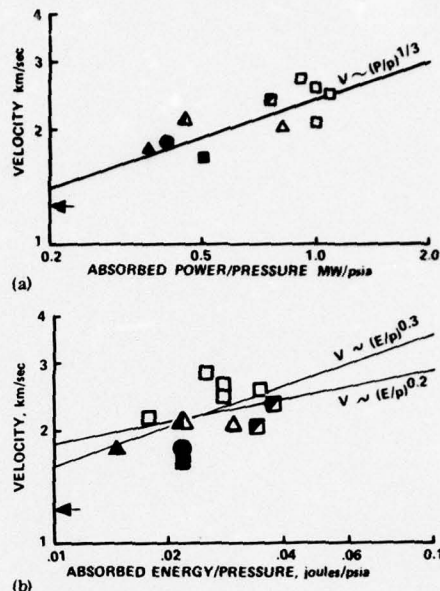 4
3
2
1
VELOCITY km/sec
V ~ (P/p)^1/3
0.2 0.5 1.0 2.0
ABSORBED POWER/PRESSURE MW/psia
(a)
4
3
2
1
VELOCITY, km/sec
V ~ (E/p)^0.3
V ~ (E/p)^0.2
.01 .02 .04 .06 0.1
ABSORBED ENERGY/PRESSURE, joules/psia
(b)